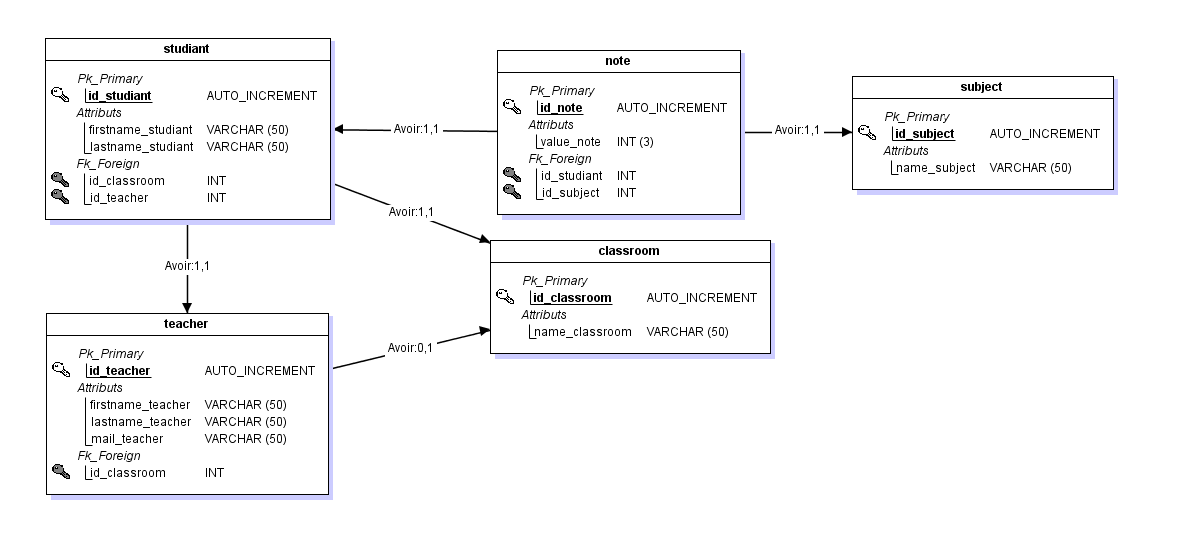 studiant
Pk_Primary
id_studiant AUTO_INCREMENT
Attributs
firstname_studiant VARCHAR (50)
lastname_studiant VARCHAR (50)
Fk_Foreign
id_classroom INT
id_teacher INT
Avoir:1,1
note
Pk_Primary
id_note AUTO_INCREMENT
Attributs
value_note INT (3)
Fk_Foreign
id_studiant INT
id_subject INT
Avoir:1,1
subject
Pk_Primary
id_subject AUTO_INCREMENT
Attributs
name_subject VARCHAR (50)
Avoir:1,1
Avoir:1,1
classroom
Pk_Primary
id_classroom AUTO_INCREMENT
Attributs
name_classroom VARCHAR (50)
teacher
Pk_Primary
id_teacher AUTO_INCREMENT
Attributs
firstname_teacher VARCHAR (50)
lastname_teacher VARCHAR (50)
mail_teacher VARCHAR (50)
Fk_Foreign
id_classroom INT
Avoir:0,1